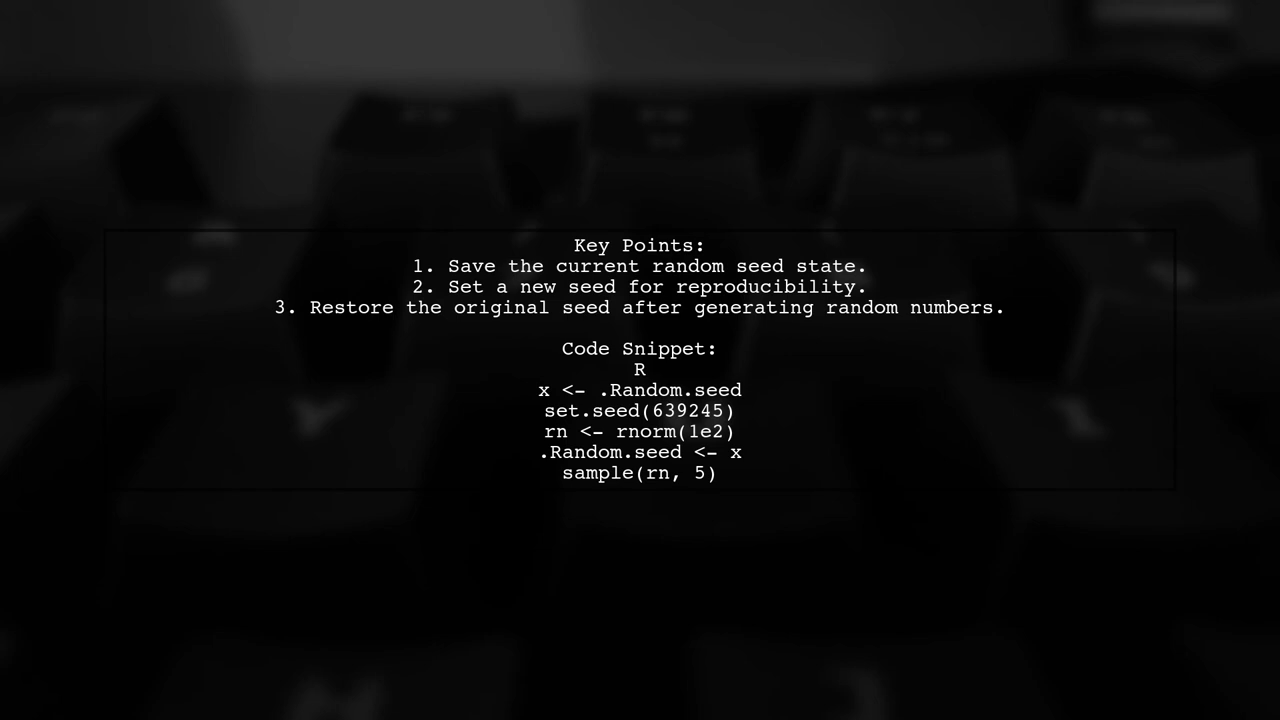 Key Points:
1. Save the current random seed state.
2. Set a new seed for reproducibility.
3. Restore the original seed after generating random numbers.
Code Snippet:
R
x <- .Random.seed
set.seed(639245)
rn <- rnorm(1e2)
.Random.seed <- x
sample(rn, 5)